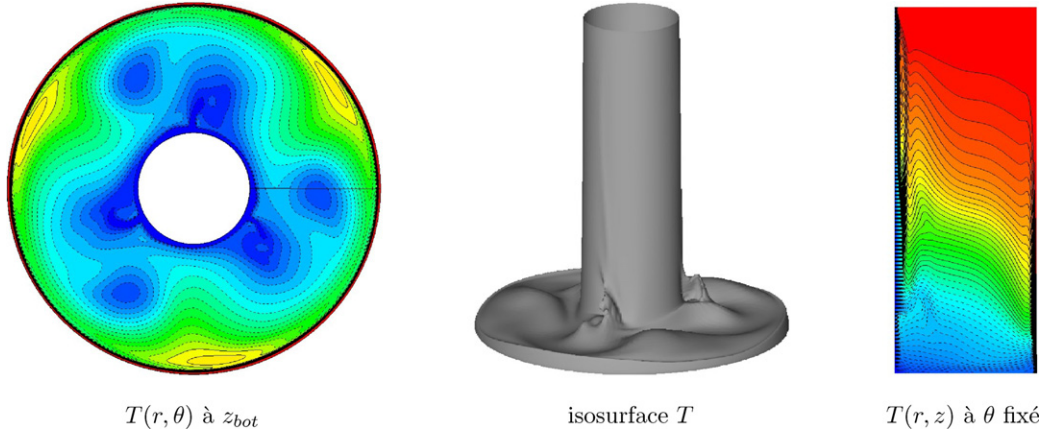 T(r, θ) à z_bot
isosurface T
T(r, z) à θ fixé